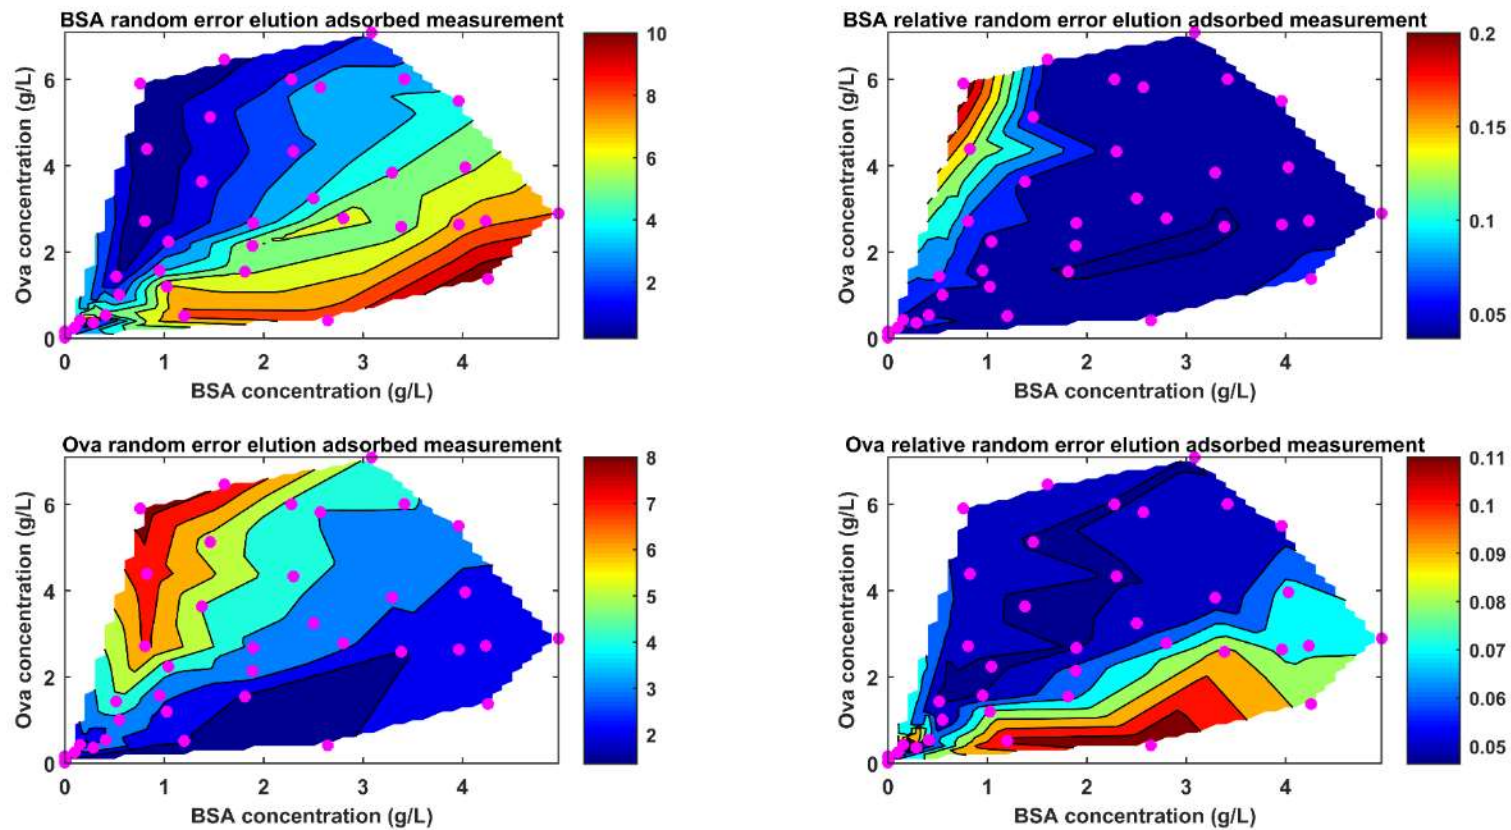 BSA random error elution adsorbed measurement
Ova concentration (g/L)
6
4
2
0
0 1 2 3 4
BSA concentration (g/L)
10
8
6
4
2
BSA relative random error elution adsorbed measurement
Ova concentration (g/L)
6
4
2
0
0 1 2 3 4
BSA concentration (g/L)
0.2
0.15
0.1
0.05
Ova random error elution adsorbed measurement
Ova concentration (g/L)
6
4
2
0
0 1 2 3 4
BSA concentration (g/L)
8
7
6
5
4
3
2
Ova relative random error elution adsorbed measurement
Ova concentration (g/L)
6
4
2
0
0 1 2 3 4
BSA concentration (g/L)
0.11
0.1
0.09
0.08
0.07
0.06
0.05